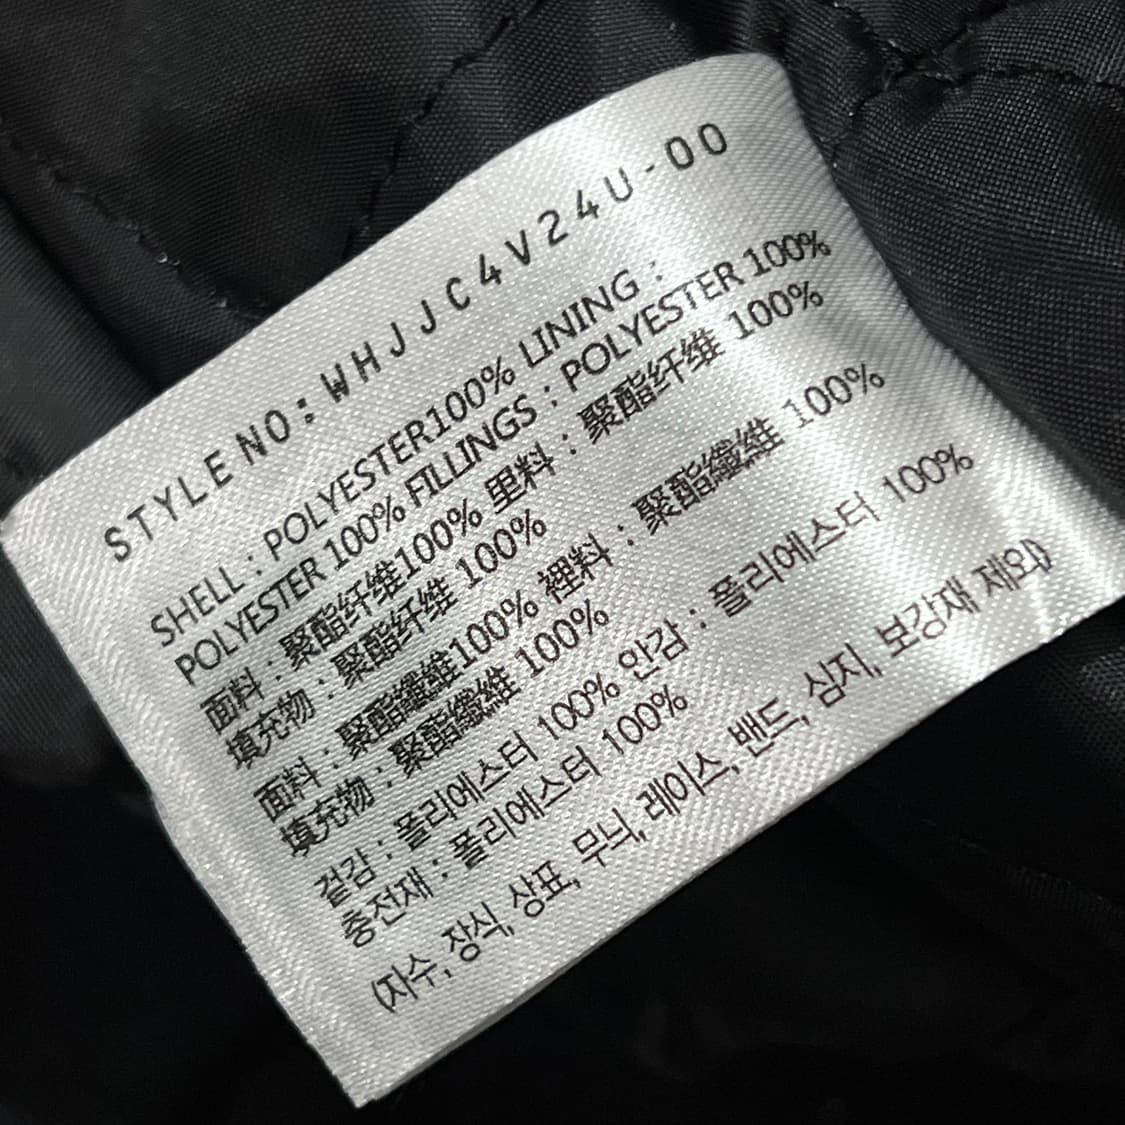 STYLE NO:WHJJC4V24U-00
SHELL : POLYESTER100% LINING :
POLYESTER 100% FILLINGS : POLYESTER 100%
面料 : 聚酯纤维100% 里料 : 聚酯纤维 100%
填充物 : 聚酯纤维 100%
面料 : 聚酯纖維100% 裡料 : 聚酯纖維 100%
填充物 : 聚酯纖維 100%
겉감 : 폴리에스터 100% 안감 : 폴리에스터 100%
충전재 : 폴리에스터 100%
(자수, 장식, 상표, 무늬, 레이스, 밴드, 심지, 보강재 제외)